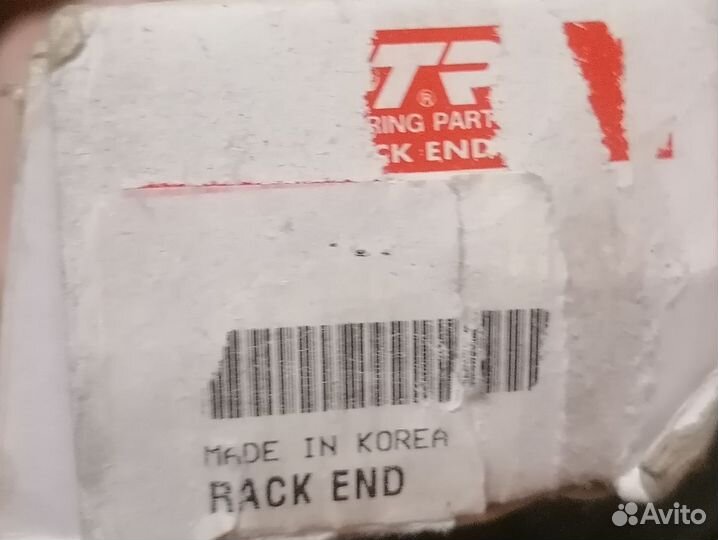 TP
®
RING PART
CK END
MADE IN KOREA
RACK END
Avito